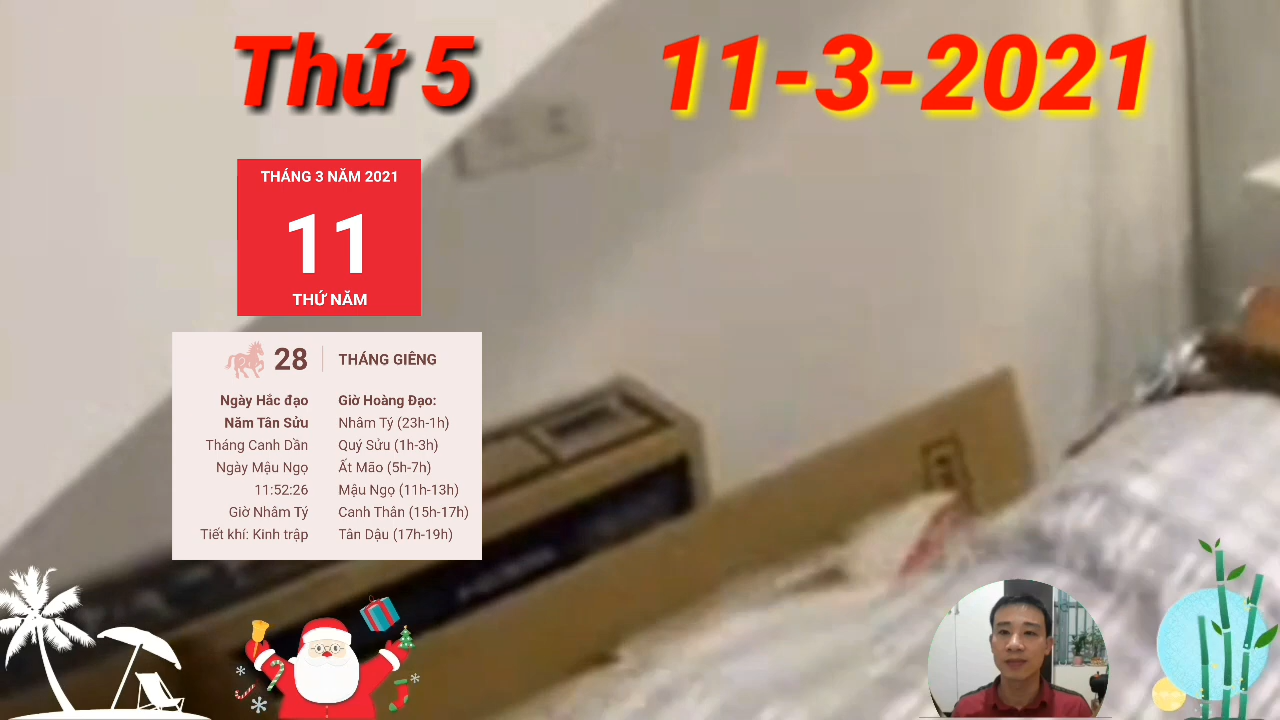 Thứ 5 11-3-2021
THÁNG 3 NĂM 2021
11
THỨ NĂM
28 THÁNG GIÊNG
Ngày Hắc đạo
Năm Tân Sửu
Tháng Canh Dần
Ngày Mậu Ngọ
11:52:26
Giờ Nhâm Tý
Tiết khí: Kinh trập
Giờ Hoàng Đạo:
Nhâm Tý (23h-1h)
Quý Sửu (1h-3h)
Ất Mão (5h-7h)
Mậu Ngọ (11h-13h)
Canh Thân (15h-17h)
Tân Dậu (17h-19h)